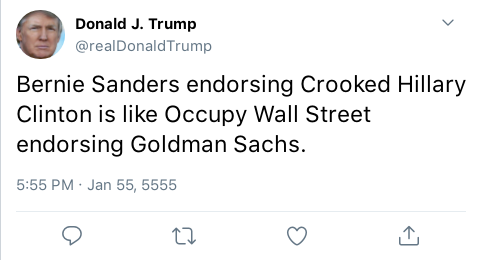 Donald J. Trump
@realDonaldTrump
Bernie Sanders endorsing Crooked Hillary
Clinton is like Occupy Wall Street
endorsing Goldman Sachs.
5:55 PM · Jan 55, 5555